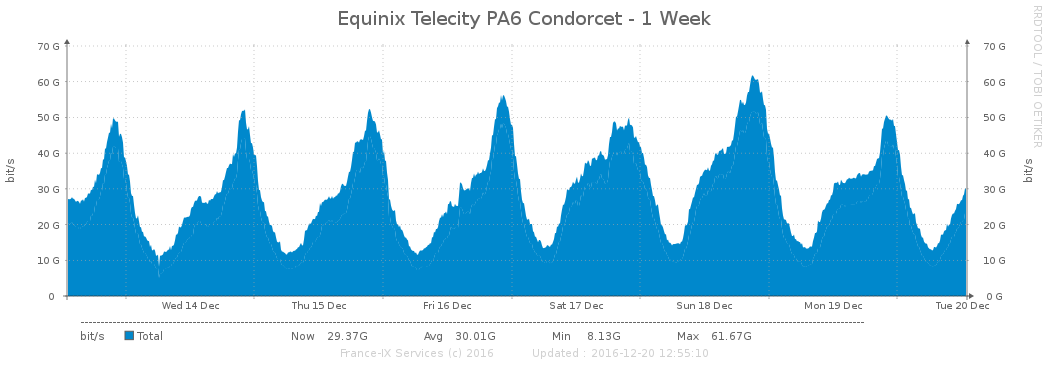 Equinix Telecity PA6 Condorcet - 1 Week
RRDTOOL / TOBI OETIKER
bit/s
bit/s
70 G 70 G
60 G 60 G
50 G 50 G
40 G 40 G
30 G 30 G
20 G 20 G
10 G 10 G
0 0 G
Wed 14 Dec Thu 15 Dec Fri 16 Dec Sat 17 Dec Sun 18 Dec Mon 19 Dec Tue 20 Dec
bit/s Total Now 29.37G Avg 30.01G Min 8.13G Max 61.67G
France-IX Services (c) 2016 Updated : 2016-12-20 12:55:10